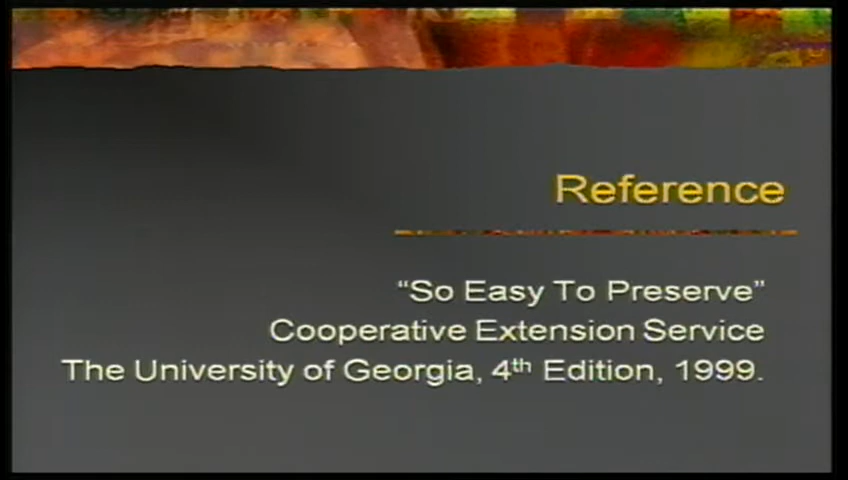 Reference
“So Easy To Preserve”
Cooperative Extension Service
The University of Georgia, 4th Edition, 1999.